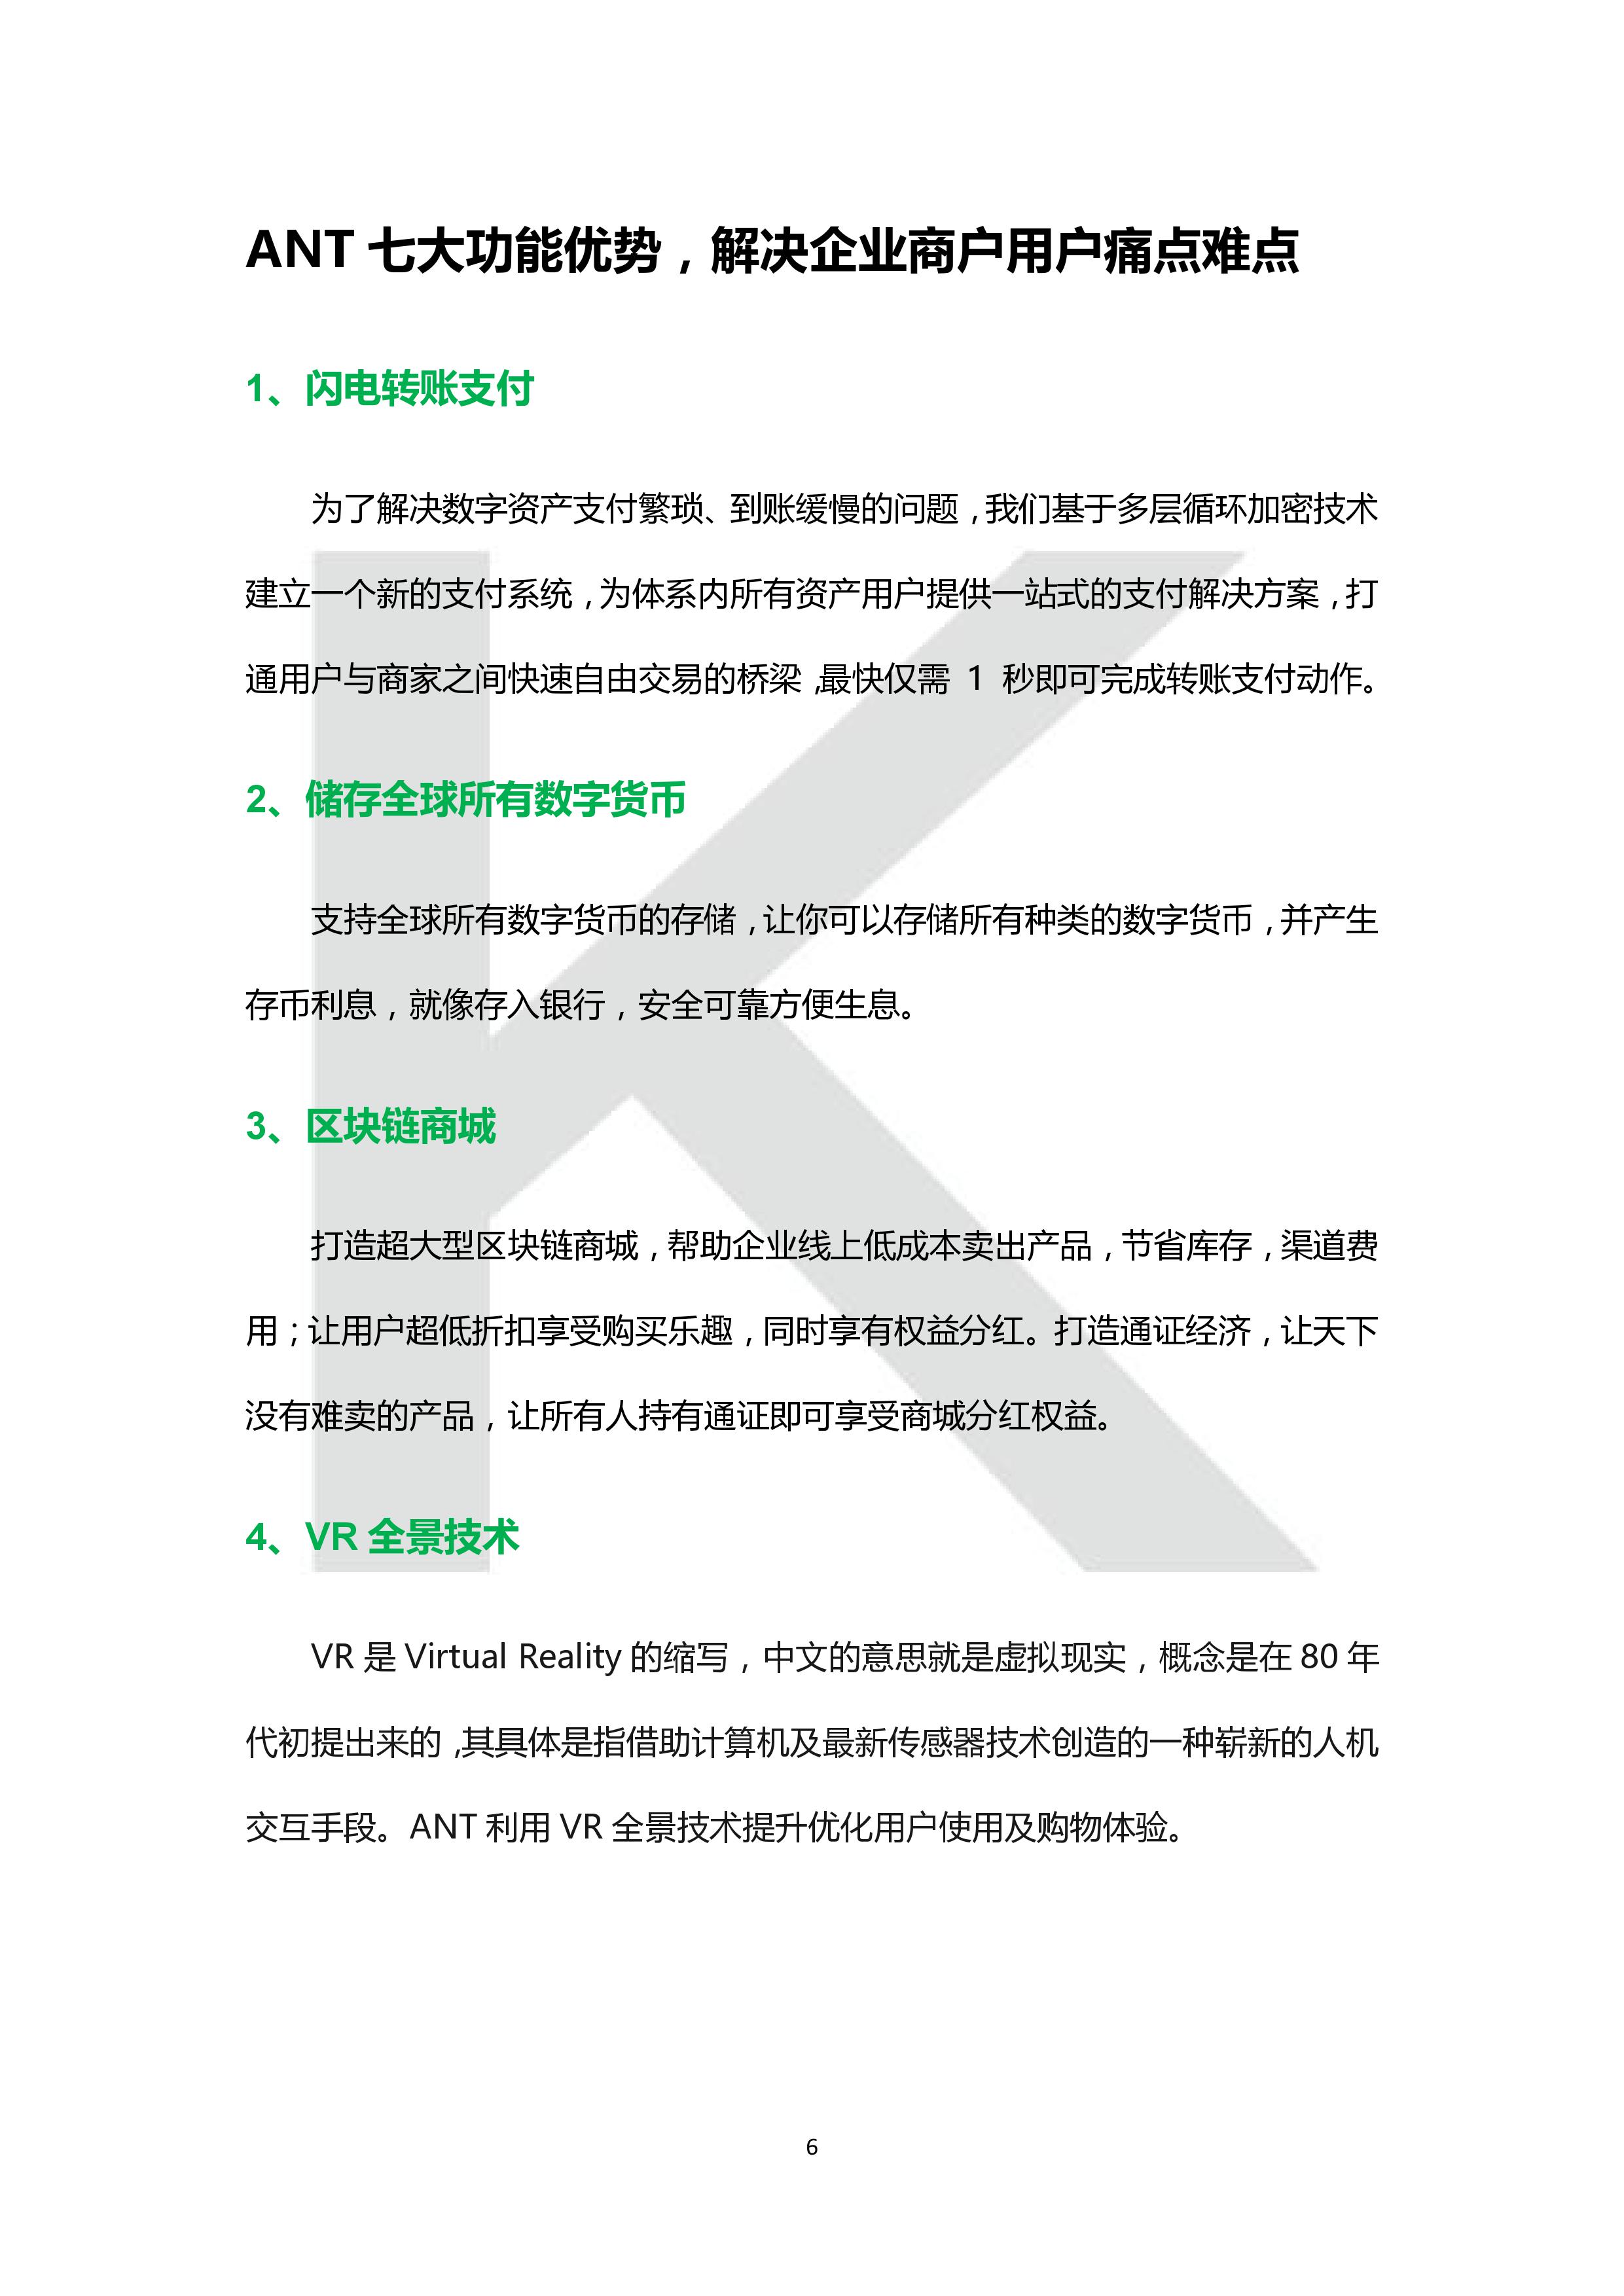 ANT 七大功能优势，解决企业商户用户痛点难点
1、闪电转账支付
为了解决数字资产支付繁琐、到账缓慢的问题，我们基于多层循环加密技术
建立一个新的支付系统，为体系内所有资产用户提供一站式的支付解决方案，打
通用户与商家之间快速自由交易的桥梁，最快仅需 1 秒即可完成转账支付动作。
2、储存全球所有数字货币
支持全球所有数字货币的存储，让你可以存储所有种类的数字货币，并产生
存币利息，就像存入银行，安全可靠方便生息。
3、区块链商城
打造超大型区块链商城，帮助企业线上低成本卖出产品，节省库存，渠道费
用；让用户超低折扣享受购买乐趣，同时享有权益分红。打造通证经济，让天下
没有难卖的产品，让所有人持有通证即可享受商城分红权益。
4、VR 全景技术
VR 是 Virtual Reality 的缩写，中文的意思就是虚拟现实，概念是在 80 年
代初提出来的，其具体是指借助计算机及最新传感器技术创造的一种崭新的人机
交互手段。ANT 利用 VR 全景技术提升优化用户使用及购物体验。
6